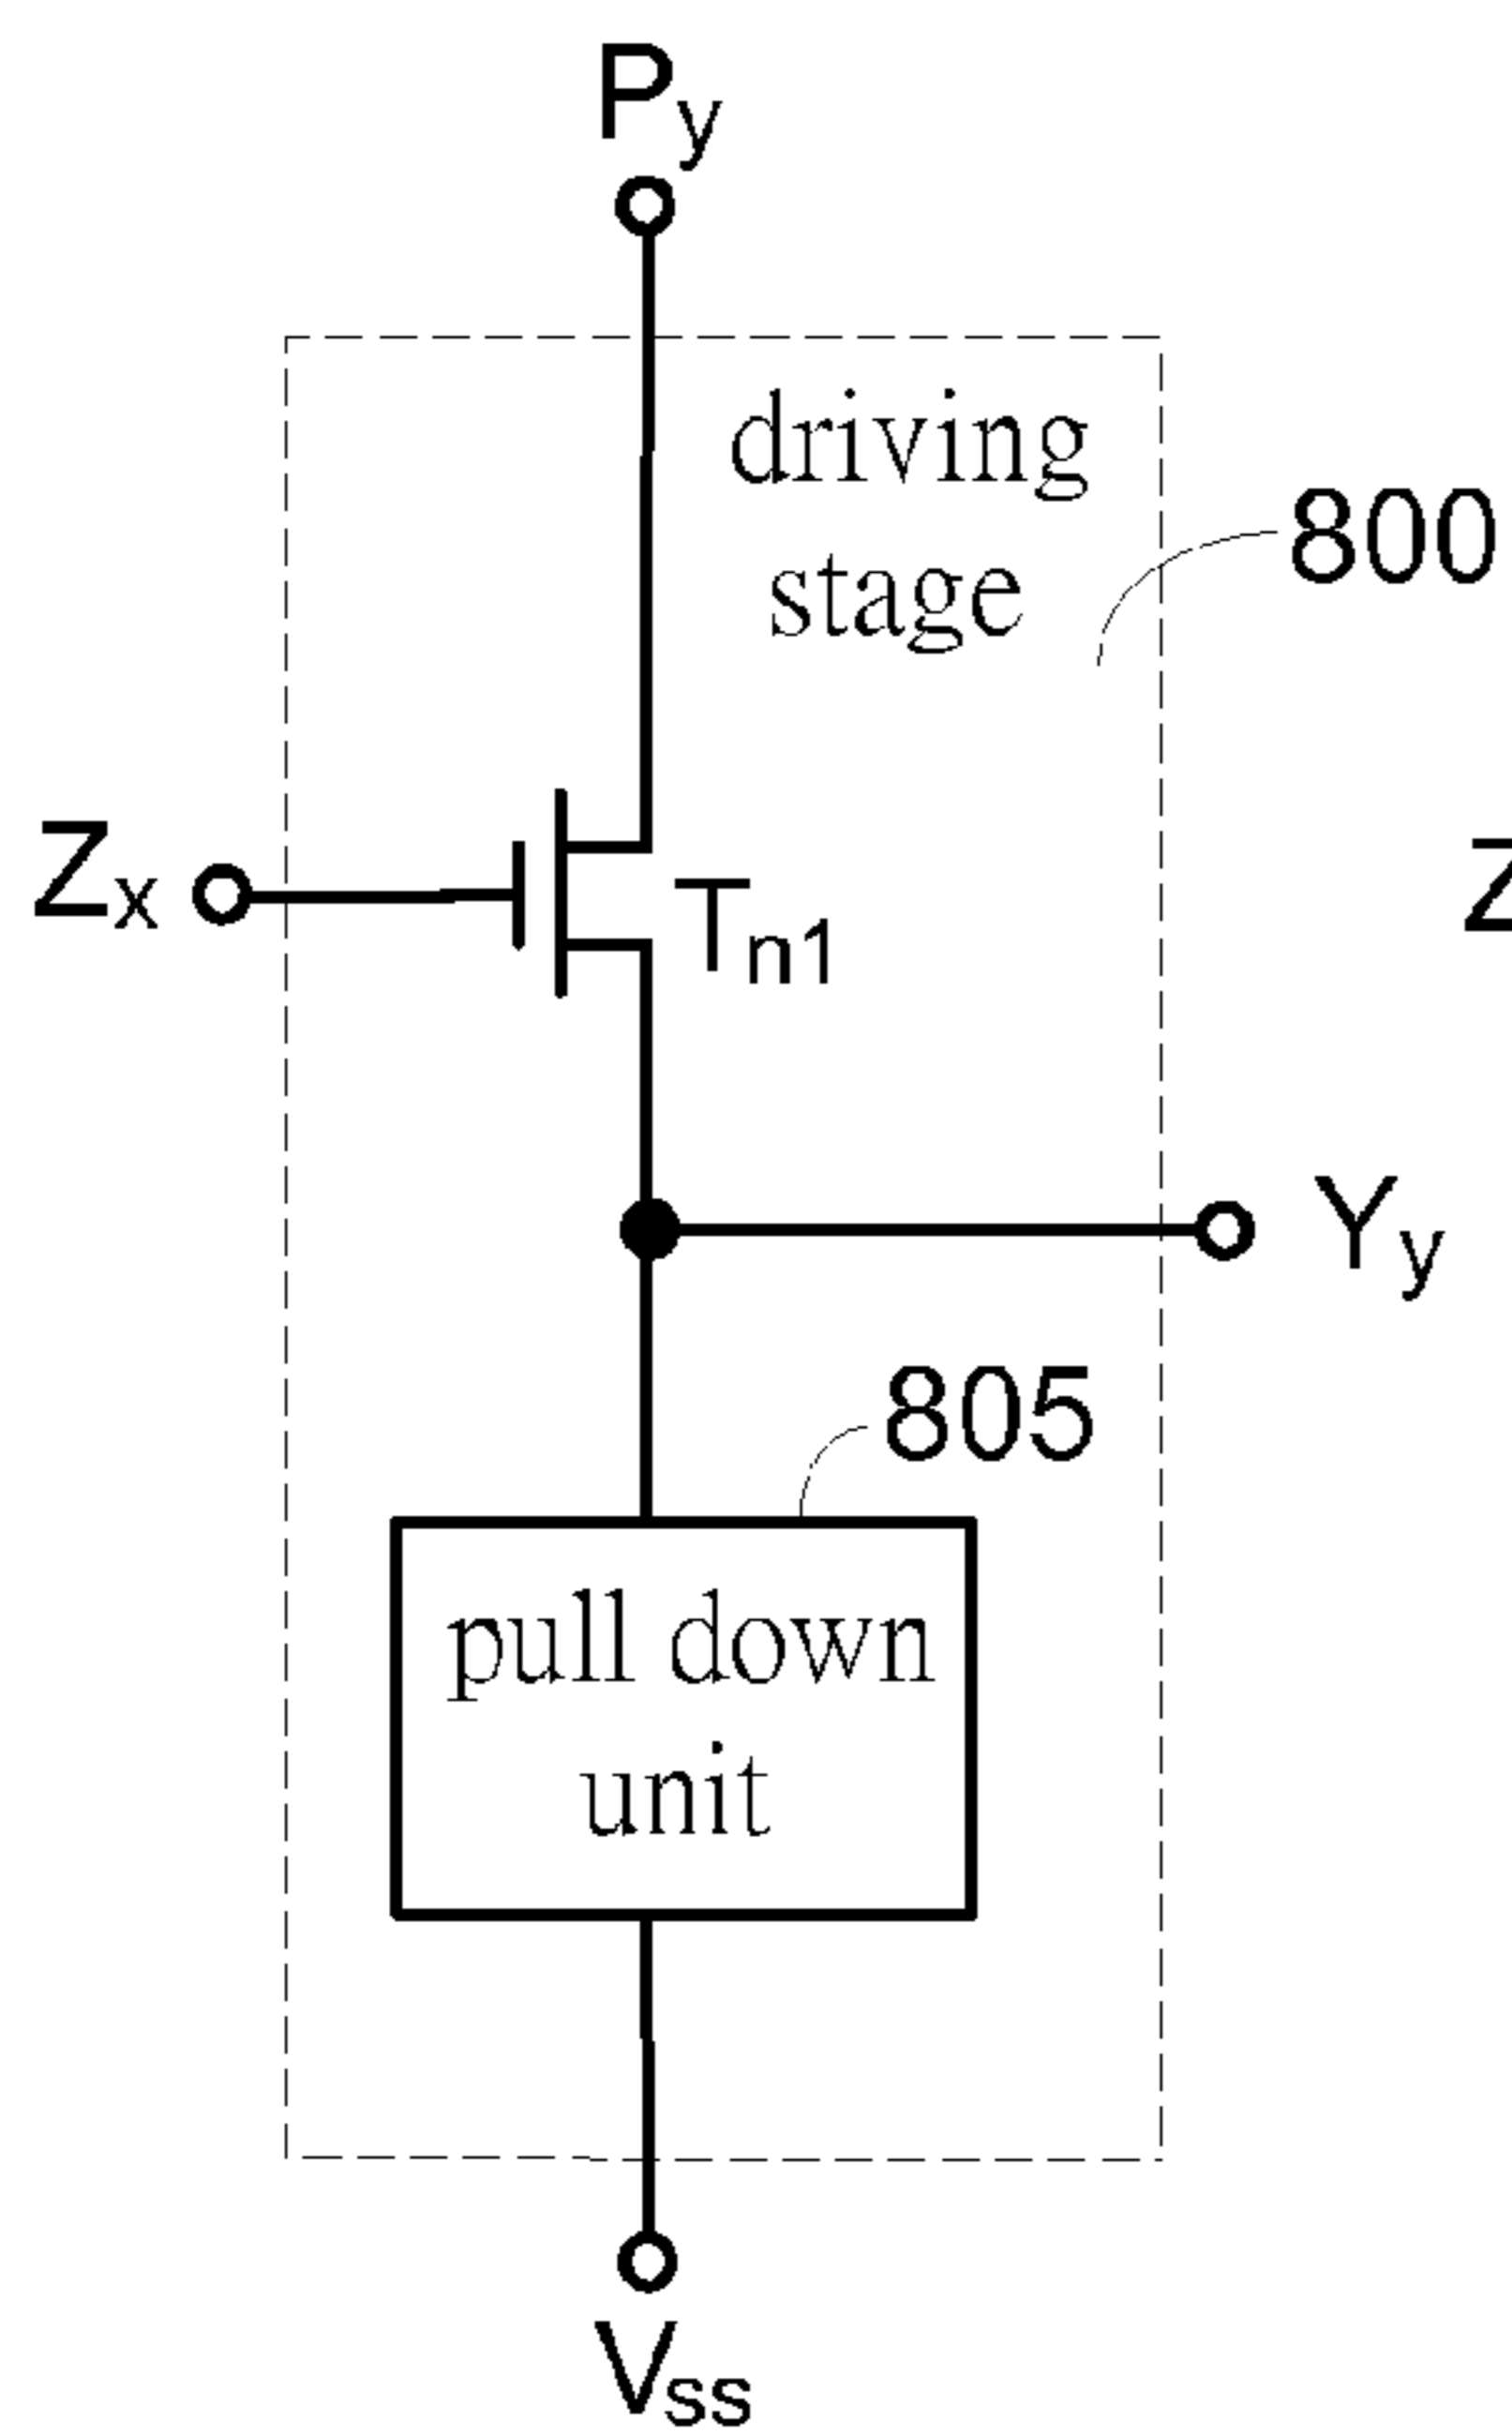 Py
driving
stage
800
Zx
Tn1
Z
Yy
805
pull down
unit
Vss